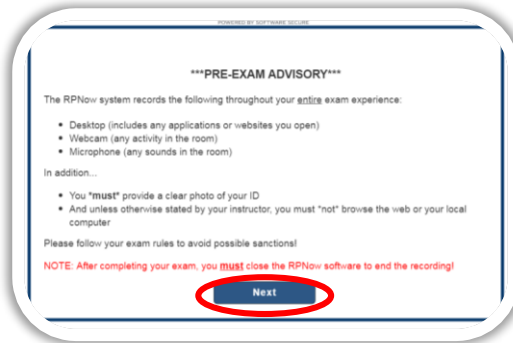 POWERED BY SOFTWARE SECURE
***PRE-EXAM ADVISORY***
The RPNow system records the following throughout your entire exam experience:
• Desktop (includes any applications or websites you open)
• Webcam (any activity in the room)
• Microphone (any sounds in the room)
In addition...
• You *must* provide a clear photo of your ID
• And unless otherwise stated by your instructor, you must *not* browse the web or your local
computer
Please follow your exam rules to avoid possible sanctions!
NOTE: After completing your exam, you must close the RPNow software to end the recording!
Next